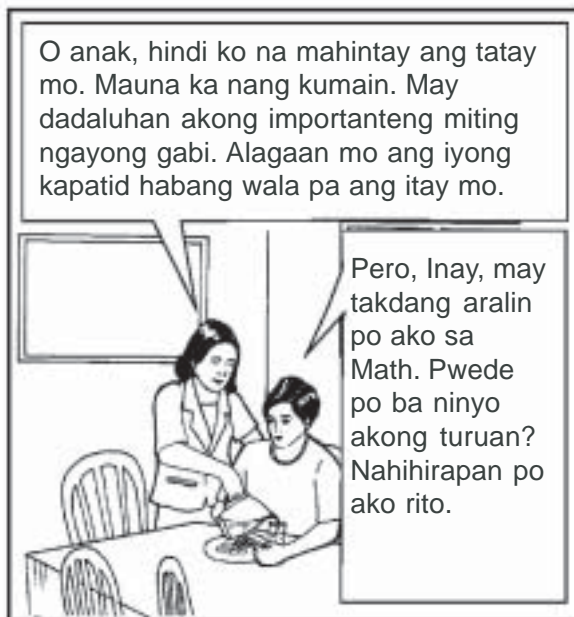 O anak, hindi ko na mahintay ang tatay
mo. Mauna ka nang kumain. May
dadaluhan akong importanteng miting
ngayong gabi. Alagaan mo ang iyong
kapatid habang wala pa ang itay mo.
Pero, Inay, may
takdang aralin
po ako sa
Math. Pwede
po ba ninyo
akong turuan?
Nahihirapan po
ako rito.